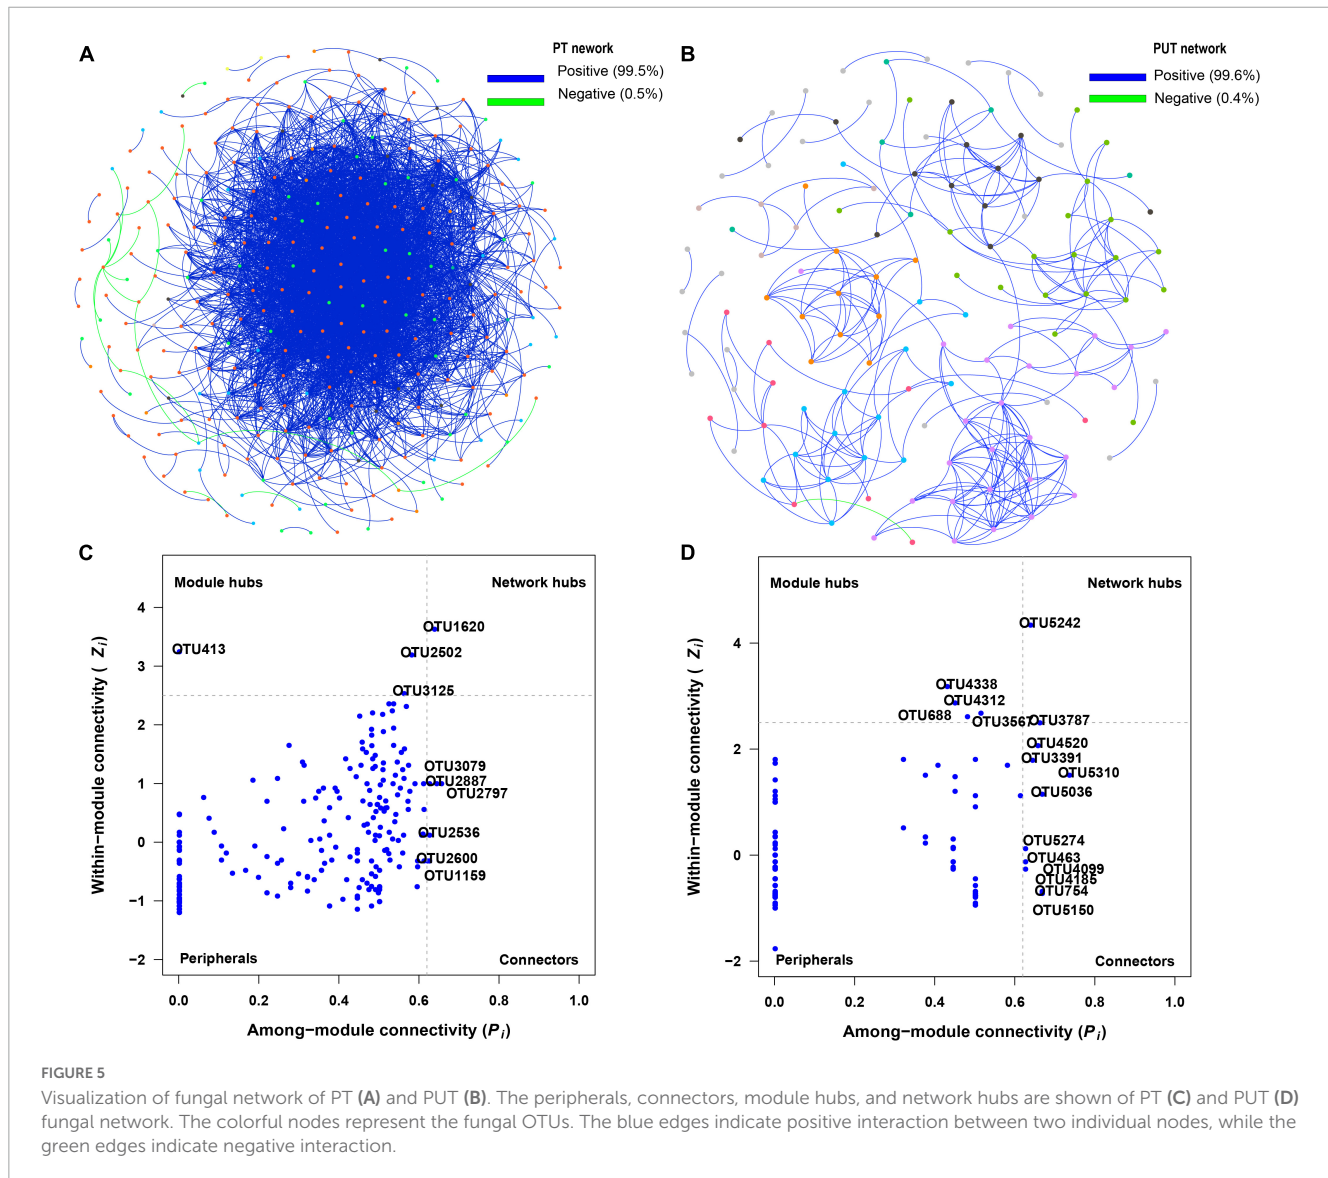 A
PT nework
Positive (99.5%)
Negative (0.5%)
B
PUT network
Positive (99.6%)
Negative (0.4%)
C
Module hubs
Network hubs
OTU1620
OTU413
OTU2502
OTU3125
OTU3079
OTU2887
OTU2797
OTU2536
OTU2600
OTU1159
Peripherals
Connectors
4
3
2
1
0
−1
−2
Within−module connectivity ( Zi)
0.0 0.2 0.4 0.6 0.8 1.0
Among−module connectivity (Pi)
D
Module hubs
Network hubs
OTU5242
OTU4338
OTU4312
OTU688
OTU3567
OTU3787
OTU4520
OTU3391
OTU5310
OTU5036
OTU5274
OTU463
OTU4099
OTU4185
OTU754
OTU5150
Peripherals
Connectors
4
2
0
−2
Within−module connectivity ( Zi)
0.0 0.2 0.4 0.6 0.8 1.0
Among−module connectivity (Pi)
FIGURE 5
Visualization of fungal network of PT (A) and PUT (B). The peripherals, connectors, module hubs, and network hubs are shown of PT (C) and PUT (D)
fungal network. The colorful nodes represent the fungal OTUs. The blue edges indicate positive interaction between two individual nodes, while the
green edges indicate negative interaction.